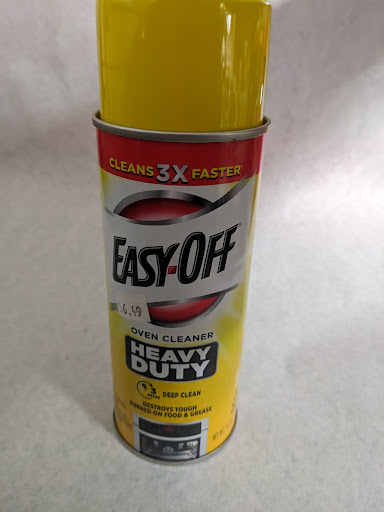 CLEANS 3X FASTER*
EASY-OFF
6.49
OVEN CLEANER
HEAVY
DUTY
3
DEEP CLEAN
DESTROYS TOUGH
BURNED-ON FOOD & GREASE